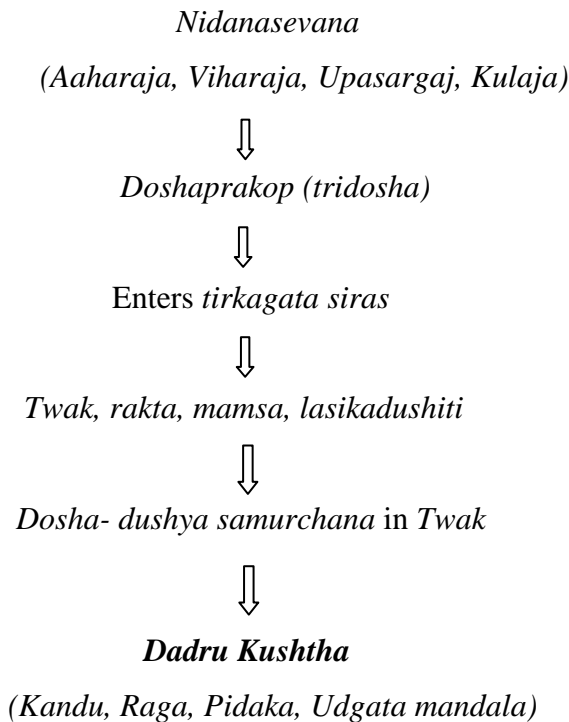 Nidanasevana
(Aaharaja, Viharaja, Upasargaj, Kulaja)
Doshaprakop (tridosha)
Enters tirkagata siras
Twak, rakta, mamsa, lasikadushiti
Dosha- dushya samurchana in Twak
Dadru Kushtha
(Kandu, Raga, Pidaka, Udgata mandala)